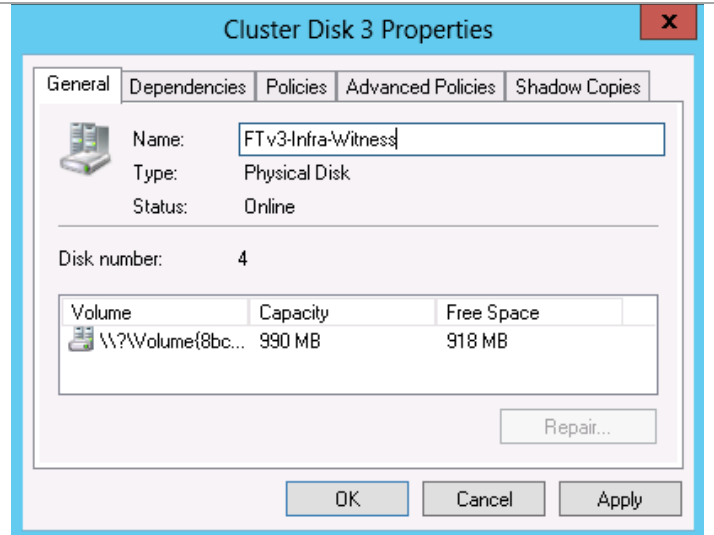 Cluster Disk 3 Properties
x
General Dependencies Policies Advanced Policies Shadow Copies
Name: FTv3-Infra-Witness
Type: Physical Disk
Status: Online
Disk number: 4
Volume Capacity Free Space
\\?\Volume{8bc... 990 MB 918 MB
Repair...
OK Cancel Apply